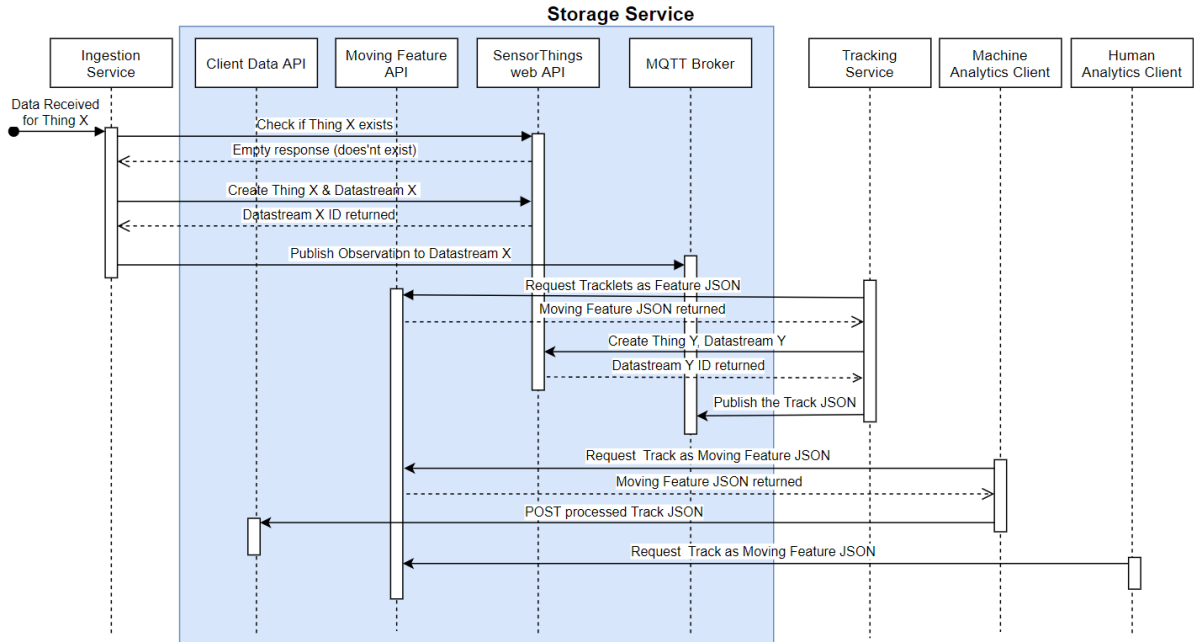 Storage Service
Ingestion
Service
Client Data API
Moving Feature
API
SensorThings
web API
MQTT Broker
Tracking
Service
Machine
Analytics Client
Human
Analytics Client
Data Received
for Thing X
Check if Thing X exists
Empty response (does'nt exist)
Create Thing X & Datastream X
Datastream X ID returned
Publish Observation to Datastream X
Request Tracklets as Feature JSON
Moving Feature JSON returned
Create Thing Y, Datastream Y
Datastream Y ID returned
Publish the Track JSON
Request Track as Moving Feature JSON
Moving Feature JSON returned
POST processed Track JSON
Request Track as Moving Feature JSON